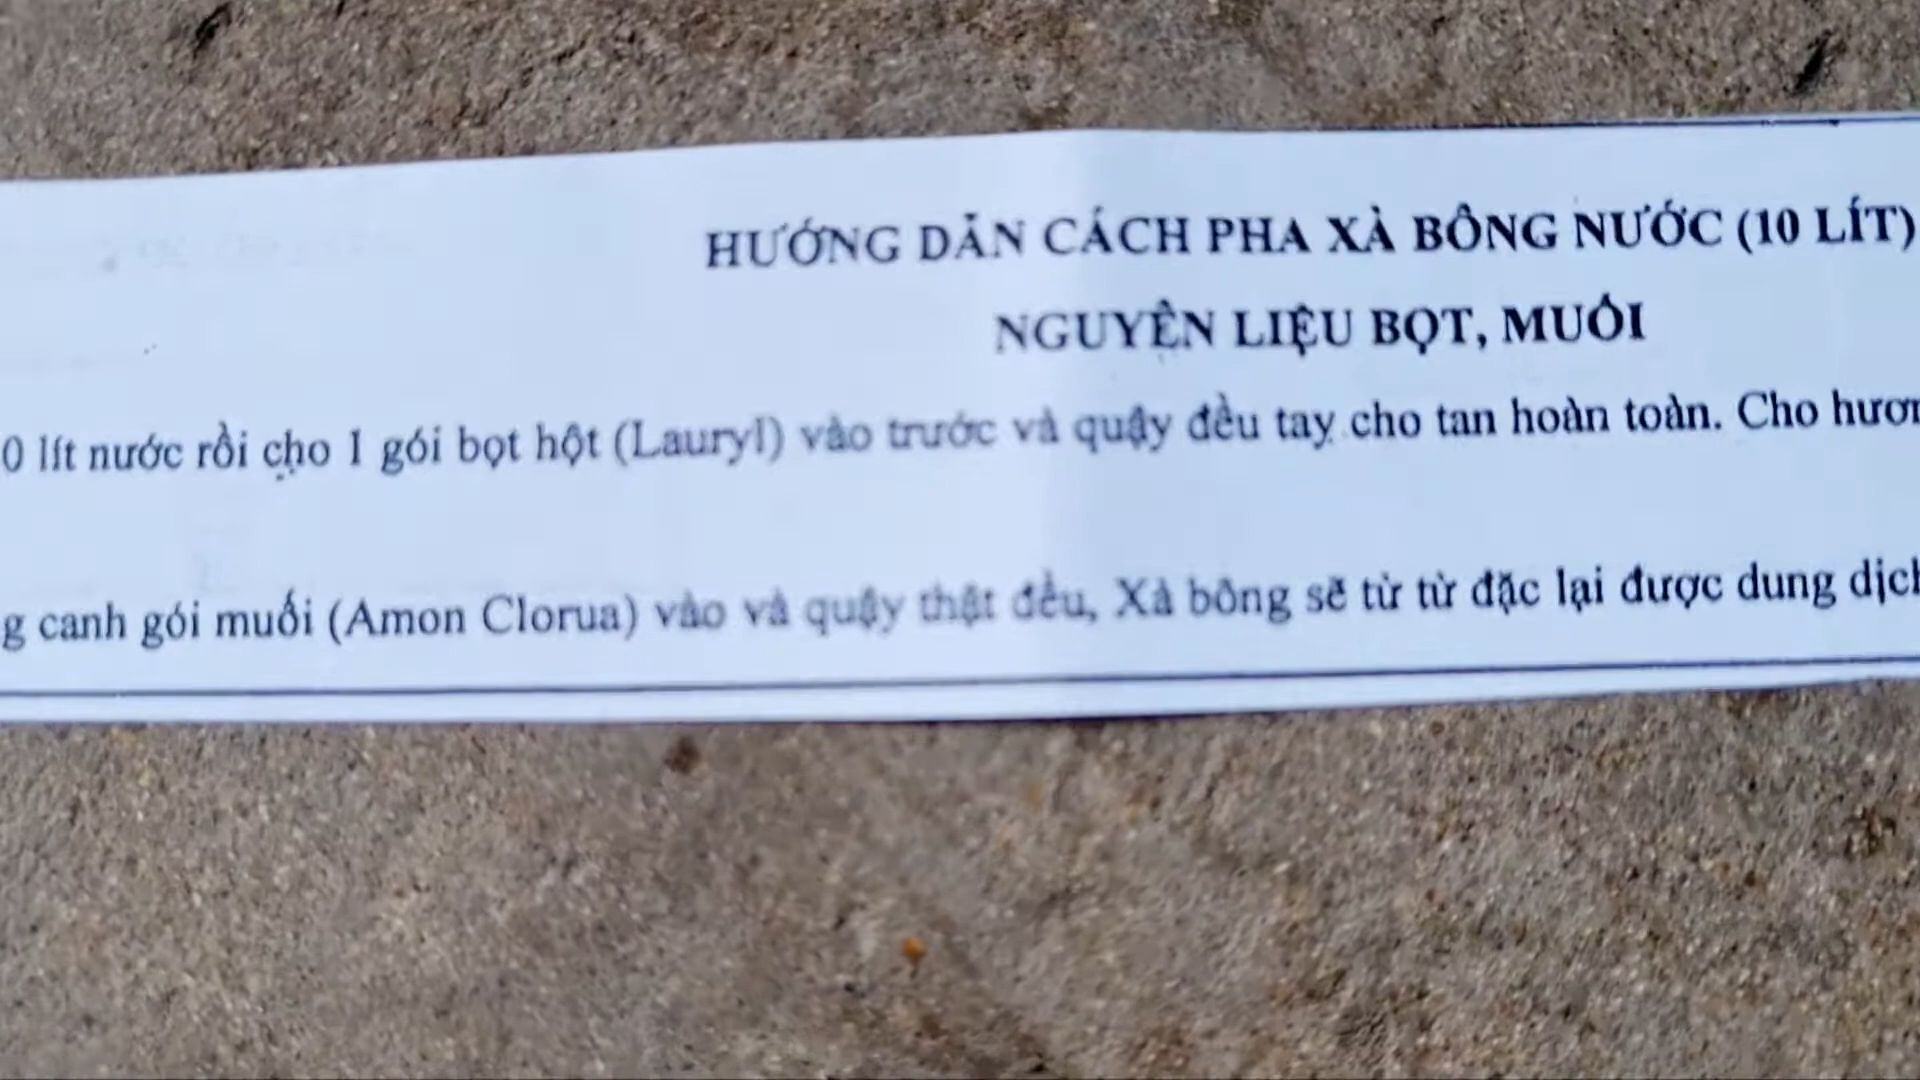 HƯỚNG DẪN CÁCH PHA XÀ BÔNG NƯỚC (10 LÍT)
NGUYÊN LIỆU BỌT, MUỐI
0 lít nước rồi cho 1 gói bọt hột (Lauryl) vào trước và quậy đều tay cho tan hoàn toàn. Cho
canh gói muối (Amon Clorua) vào và quậy thật đều, Xà bông sẽ từ từ đặc lại được dung